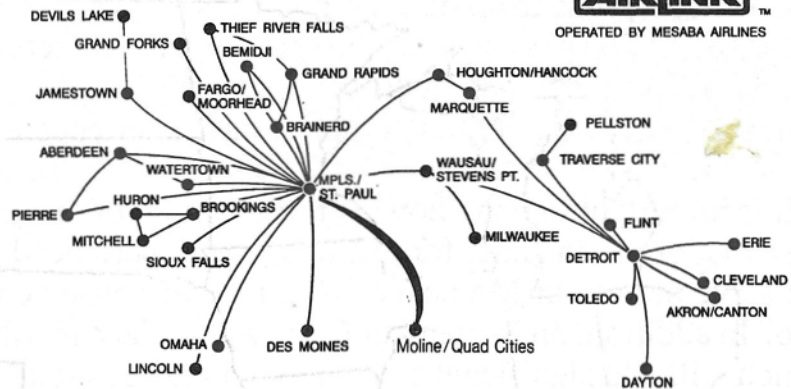 AIRLINK
TM
OPERATED BY MESABA AIRLINES
DEVILS LAKE
THIEF RIVER FALLS
GRAND FORKS
BEMIDJI
GRAND RAPIDS
HOUGHTON/HANCOCK
JAMESTOWN
FARGO/
MOORHEAD
MARQUETTE
BRAINERD
PELLSTON
ABERDEEN
TRAVERSE CITY
WATERTOWN
WAUSAU/
STEVENS PT.
MPLS./
ST. PAUL
HURON
BROOKINGS
PIERRE
FLINT
MITCHELL
MILWAUKEE
ERIE
SIOUX FALLS
DETROIT
CLEVELAND
TOLEDO
AKRON/CANTON
OMAHA
DES MOINES
Moline/Quad Cities
LINCOLN
DAYTON